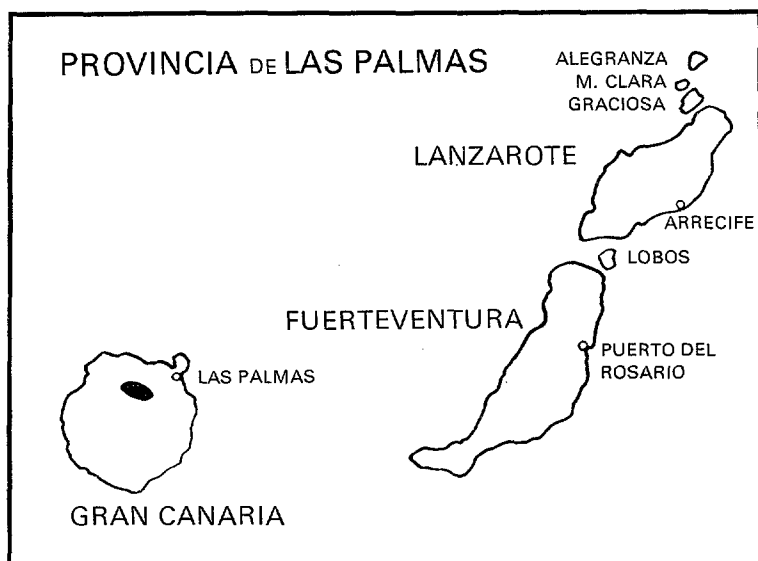 PROVINCIA DE LAS PALMAS
ALEGRANZA
M. CLARA
GRACIOSA
LANZAROTE
ARRECIFE
LOBOS
FUERTEVENTURA
PUERTO DEL
ROSARIO
LAS PALMAS
GRAN CANARIA